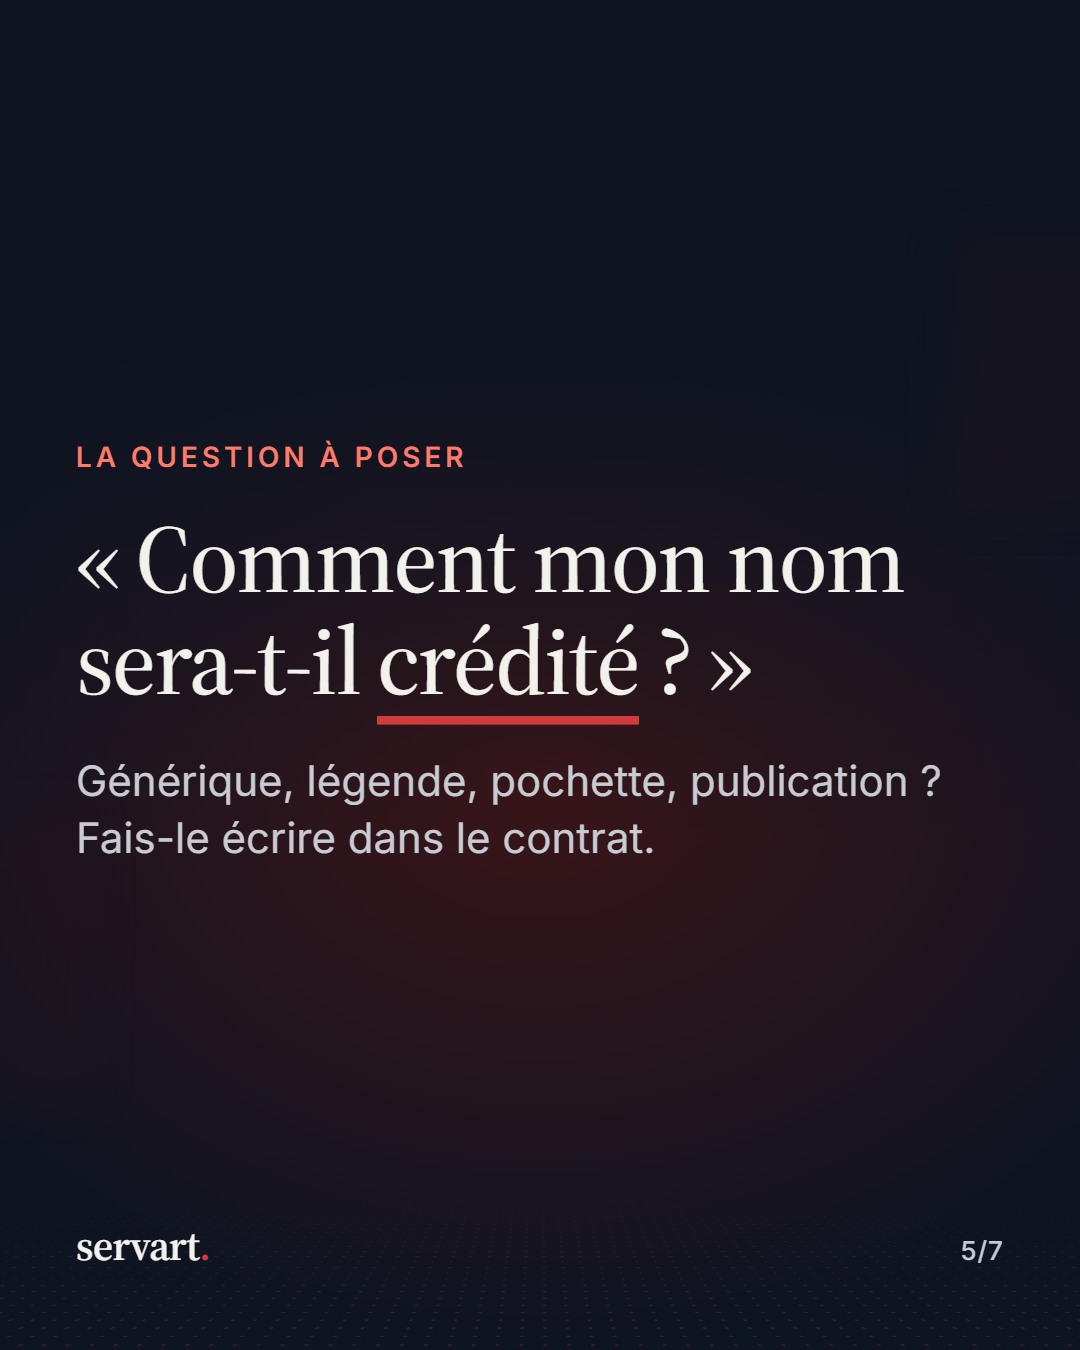 LA QUESTION À POSER
« Comment mon nom
sera-t-il crédité ? »
Générique, légende, pochette, publication ?
Fais-le écrire dans le contrat.
servart.
5/7